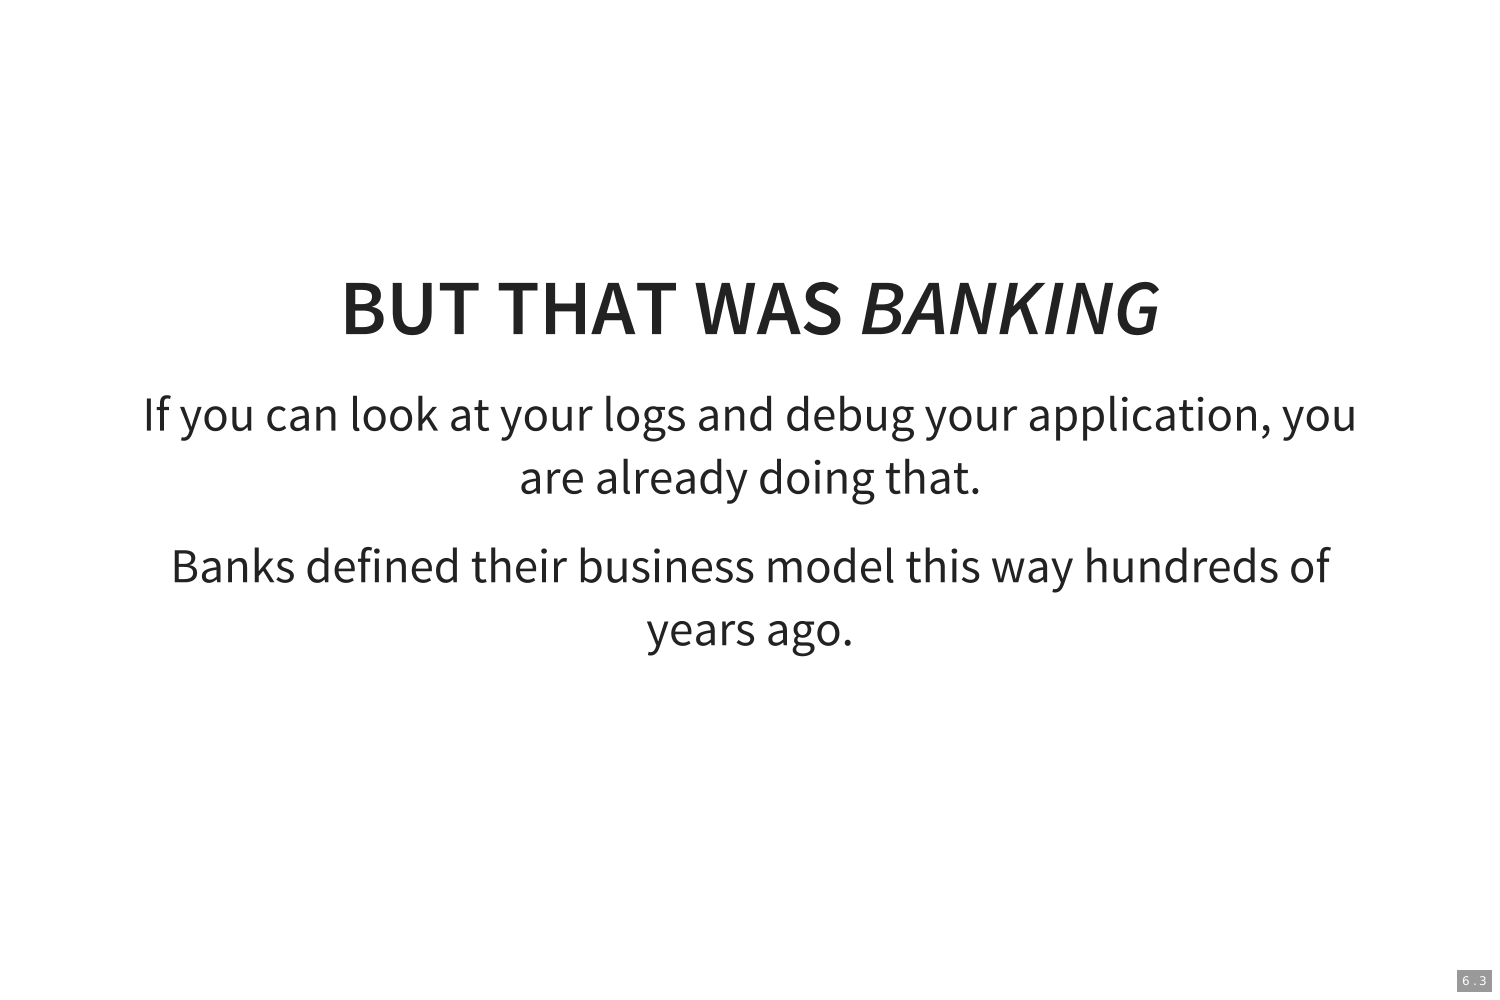 BUT THAT WAS BANKING
If you can look at your logs and debug your application, you
are already doing that.
Banks defined their business model this way hundreds of
years ago.
6.3